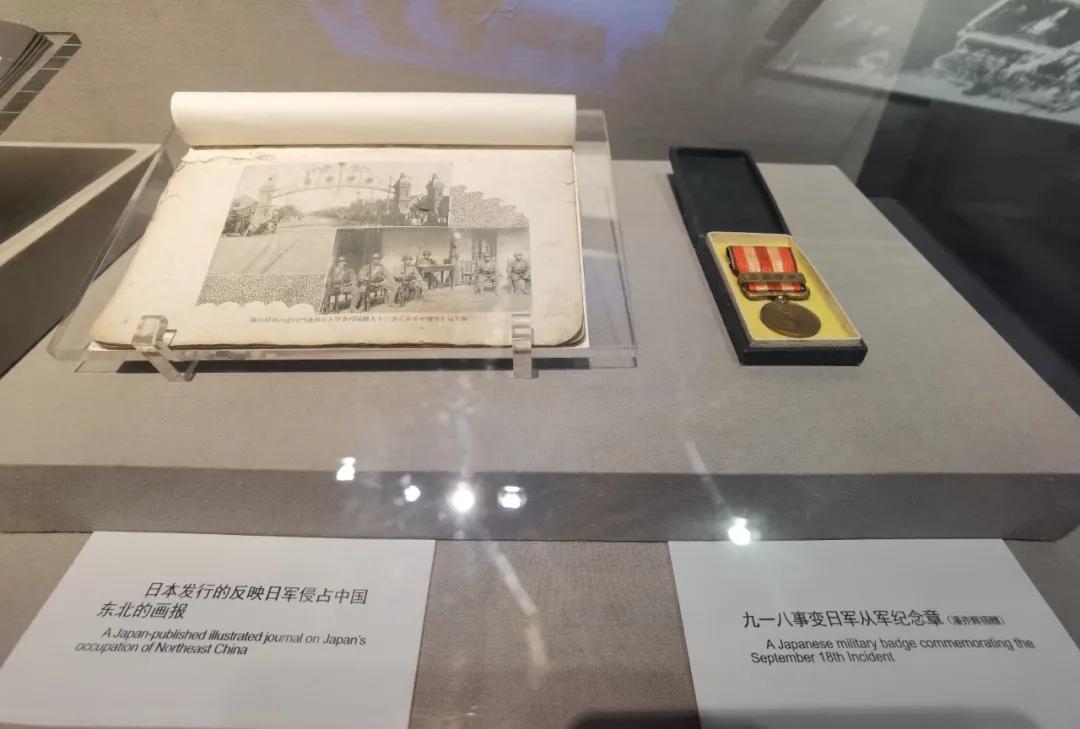 日本发行的反映日军侵占中国
东北的画报
A Japan-published illustrated journal on Japan's
occupation of Northeast China
九一八事变日军从军纪念章
A Japanese military badge commemorating the
September 18th Incident